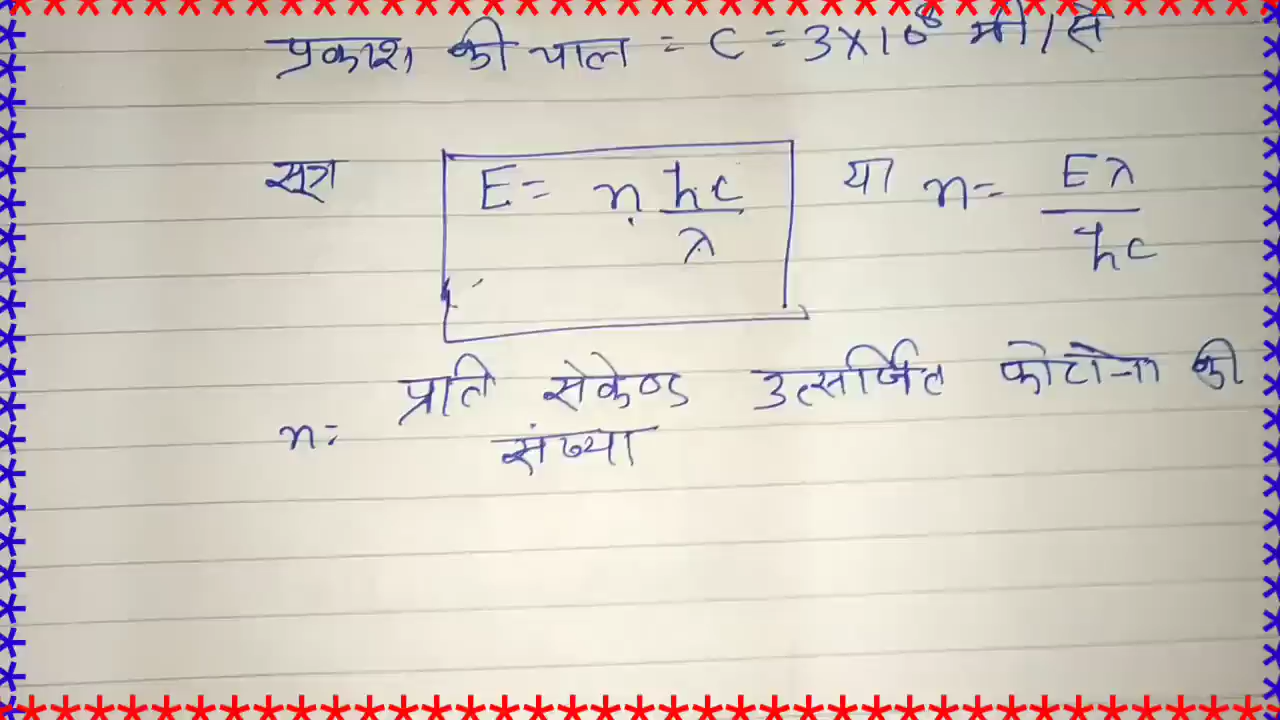 प्रकाश की चाल = C = 3×10⁸ मी/से
सूत्र E = n hc/λ या n = Eλ/hc
प्रति सेकेण्ड उत्सर्जित फोटोन की
n = संख्या